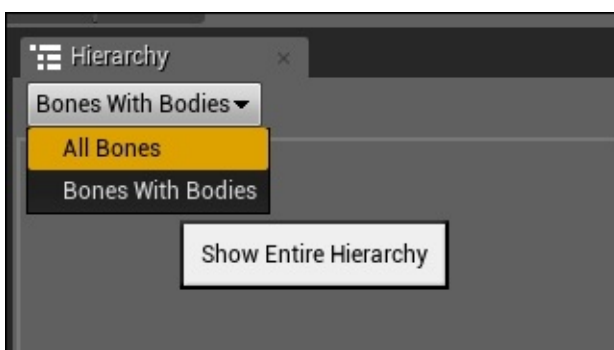 Hierarchy
Bones With Bodies
All Bones
Bones With Bodies
Show Entire Hierarchy